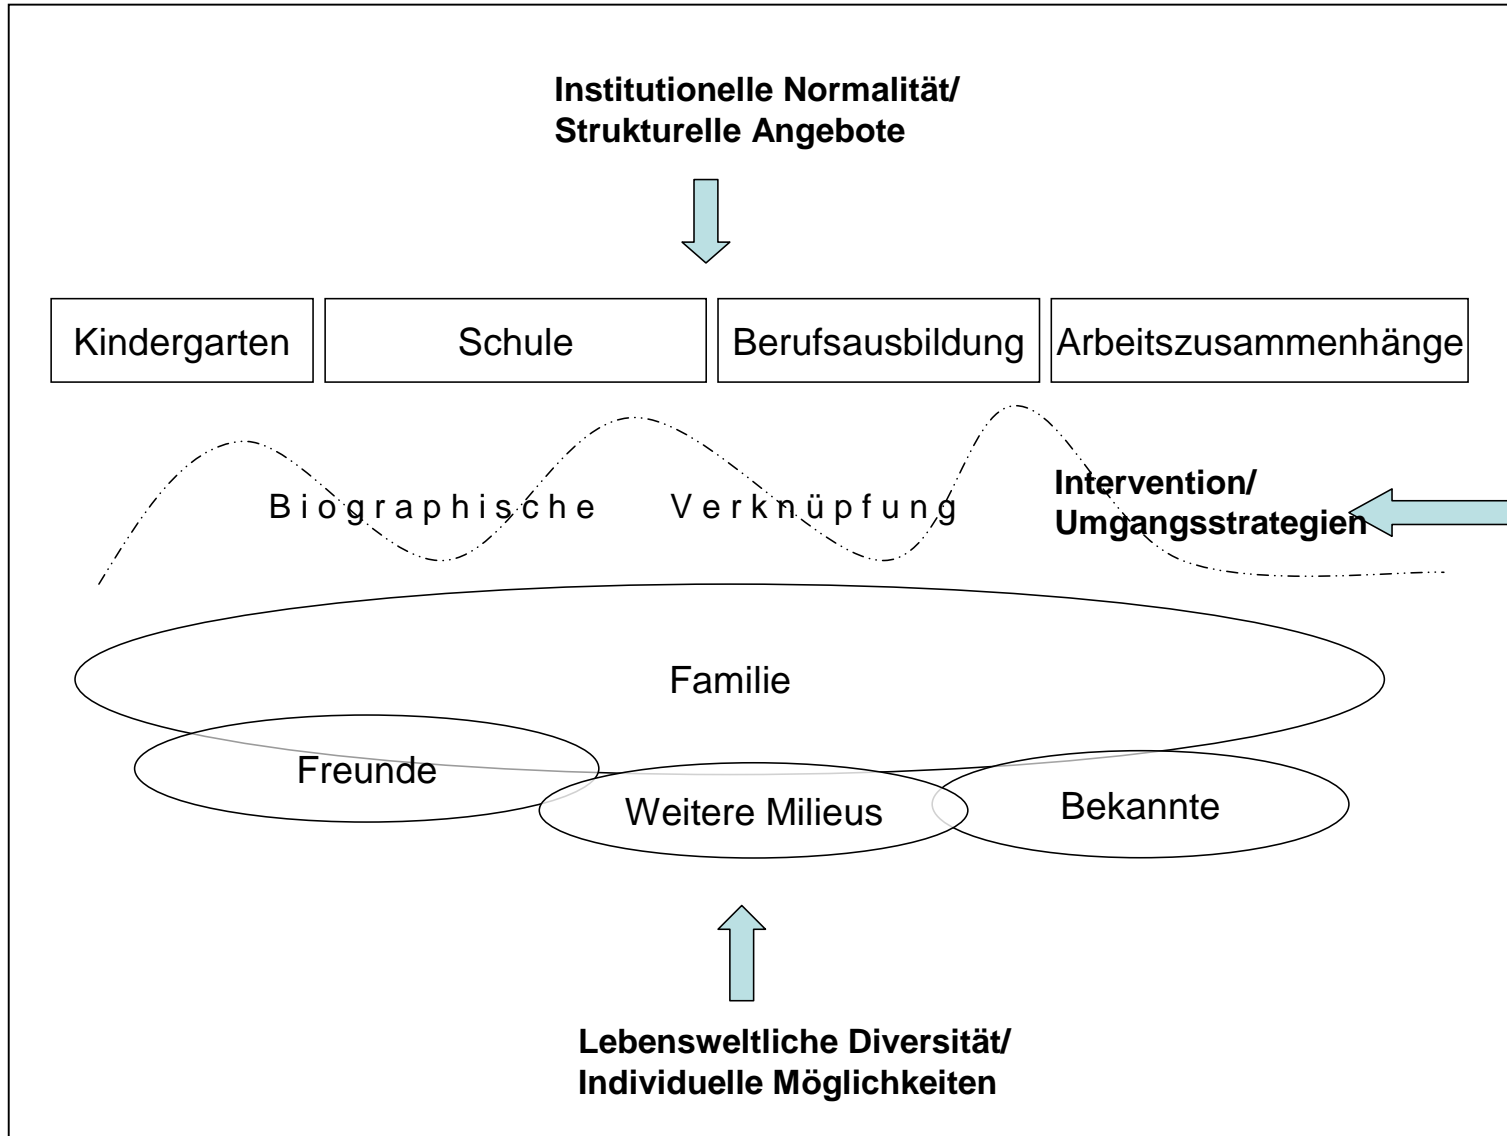 Institutionelle Normalität/
Strukturelle Angebote
Kindergarten
Schule
Berufsausbildung
Arbeitszusammenhänge
Biographische Verknüpfung
Intervention/
Umgangsstrategien
Familie
Freunde
Weitere Milieus
Bekannte
Lebensweltliche Diversität/
Individuelle Möglichkeiten